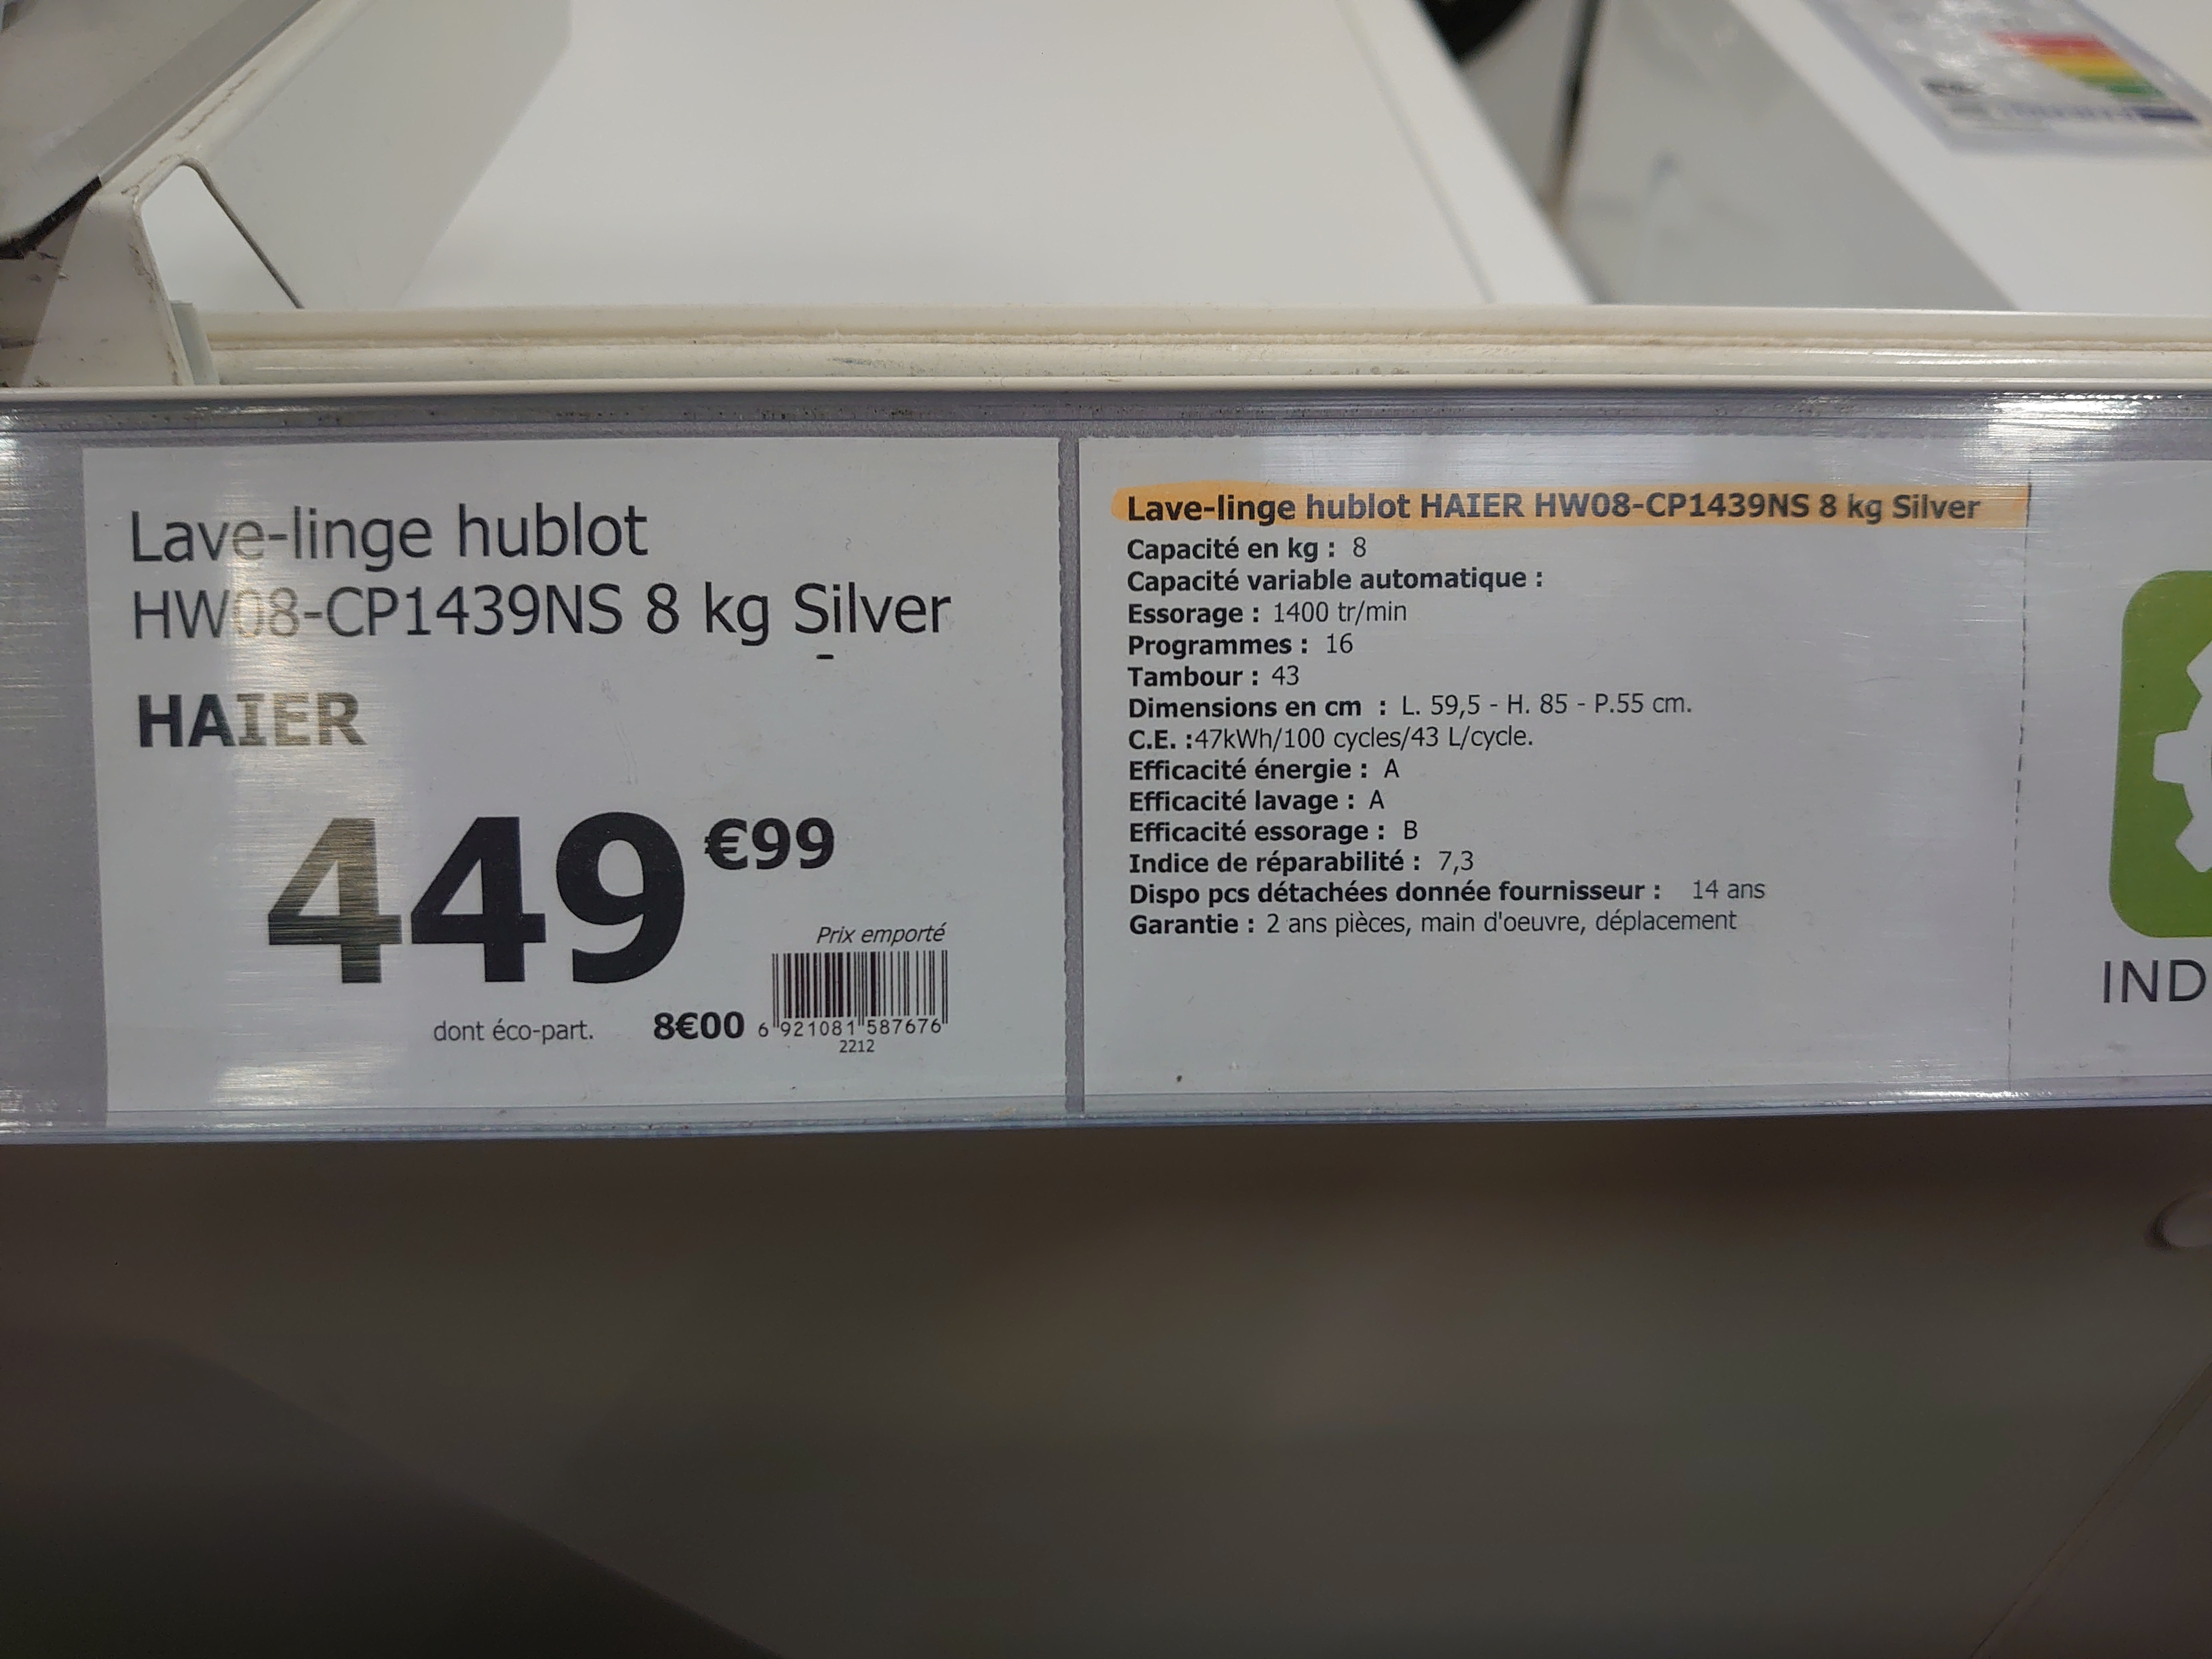 Lave-linge hublot
HW08-CP1439NS 8 kg Silver
HAIER
449 €99
Prix emporté
dont éco-part. 8€00
6 921081 587676
2212
Lave-linge hublot HAIER HW08-CP1439NS 8 kg Silver
Capacité en kg : 8
Capacité variable automatique :
Essorage : 1400 tr/min
Programmes : 16
Tambour : 43
Dimensions en cm : L. 59,5 - H. 85 - P.55 cm.
C.E. :47kWh/100 cycles/43 L/cycle.
Efficacité énergie : A
Efficacité lavage : A
Efficacité essorage : B
Indice de réparabilité : 7,3
Dispo pcs détachées donnée fournisseur : 14 ans
Garantie : 2 ans pièces, main d'oeuvre, déplacement
IND